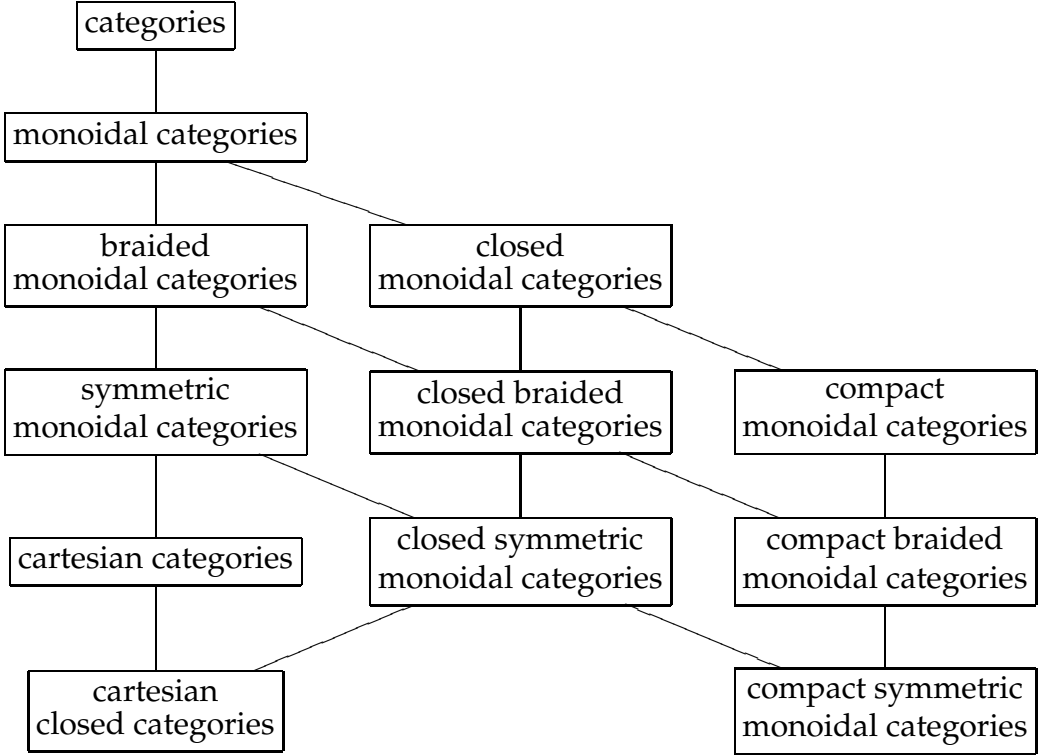 categories
monoidal categories
braided
monoidal categories
closed
monoidal categories
symmetric
monoidal categories
closed braided
monoidal categories
compact
monoidal categories
cartesian categories
closed symmetric
monoidal categories
compact braided
monoidal categories
cartesian
closed categories
compact symmetric
monoidal categories